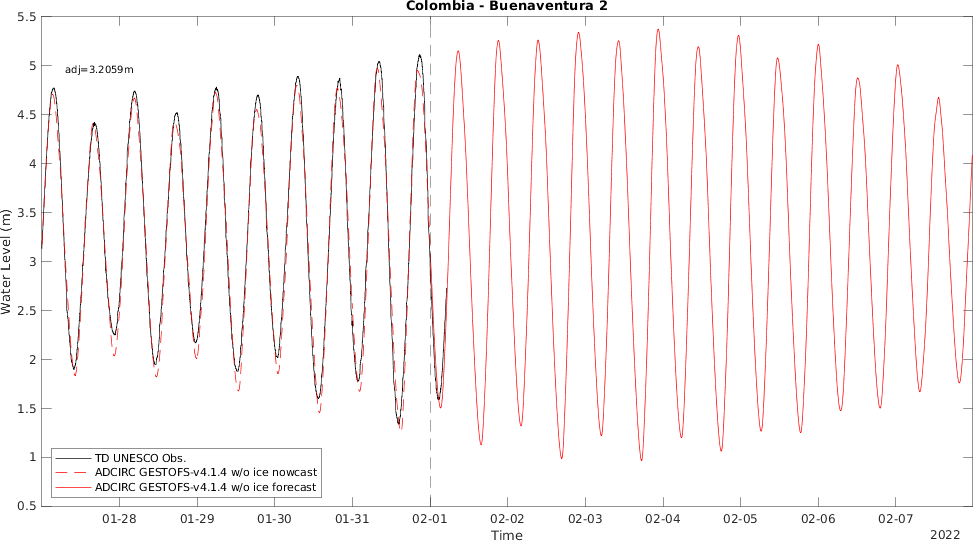 Colombia - Buenaventura 2
5.5
5
4.5
4
3.5
3
2.5
2
1.5
1
0.5
Water Level (m)
adj=3.2059m
TD UNESCO Obs.
ADCIRC GESTOFS-v4.1.4 w/o ice nowcast
ADCIRC GESTOFS-v4.1.4 w/o ice forecast
01-28 01-29 01-30 01-31 02-01 02-02 02-03 02-04 02-05 02-06 02-07
Time
2022